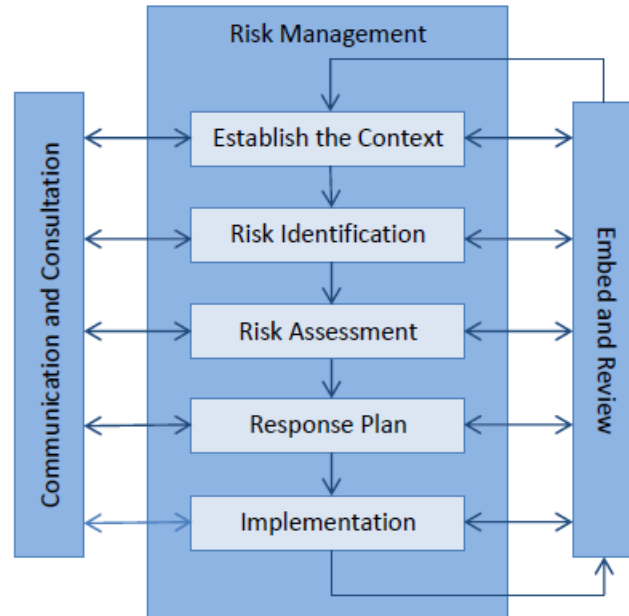 Risk Management
Establish the Context
Risk Identification
Risk Assessment
Response Plan
Implementation
Communication and Consultation
Embed and Review